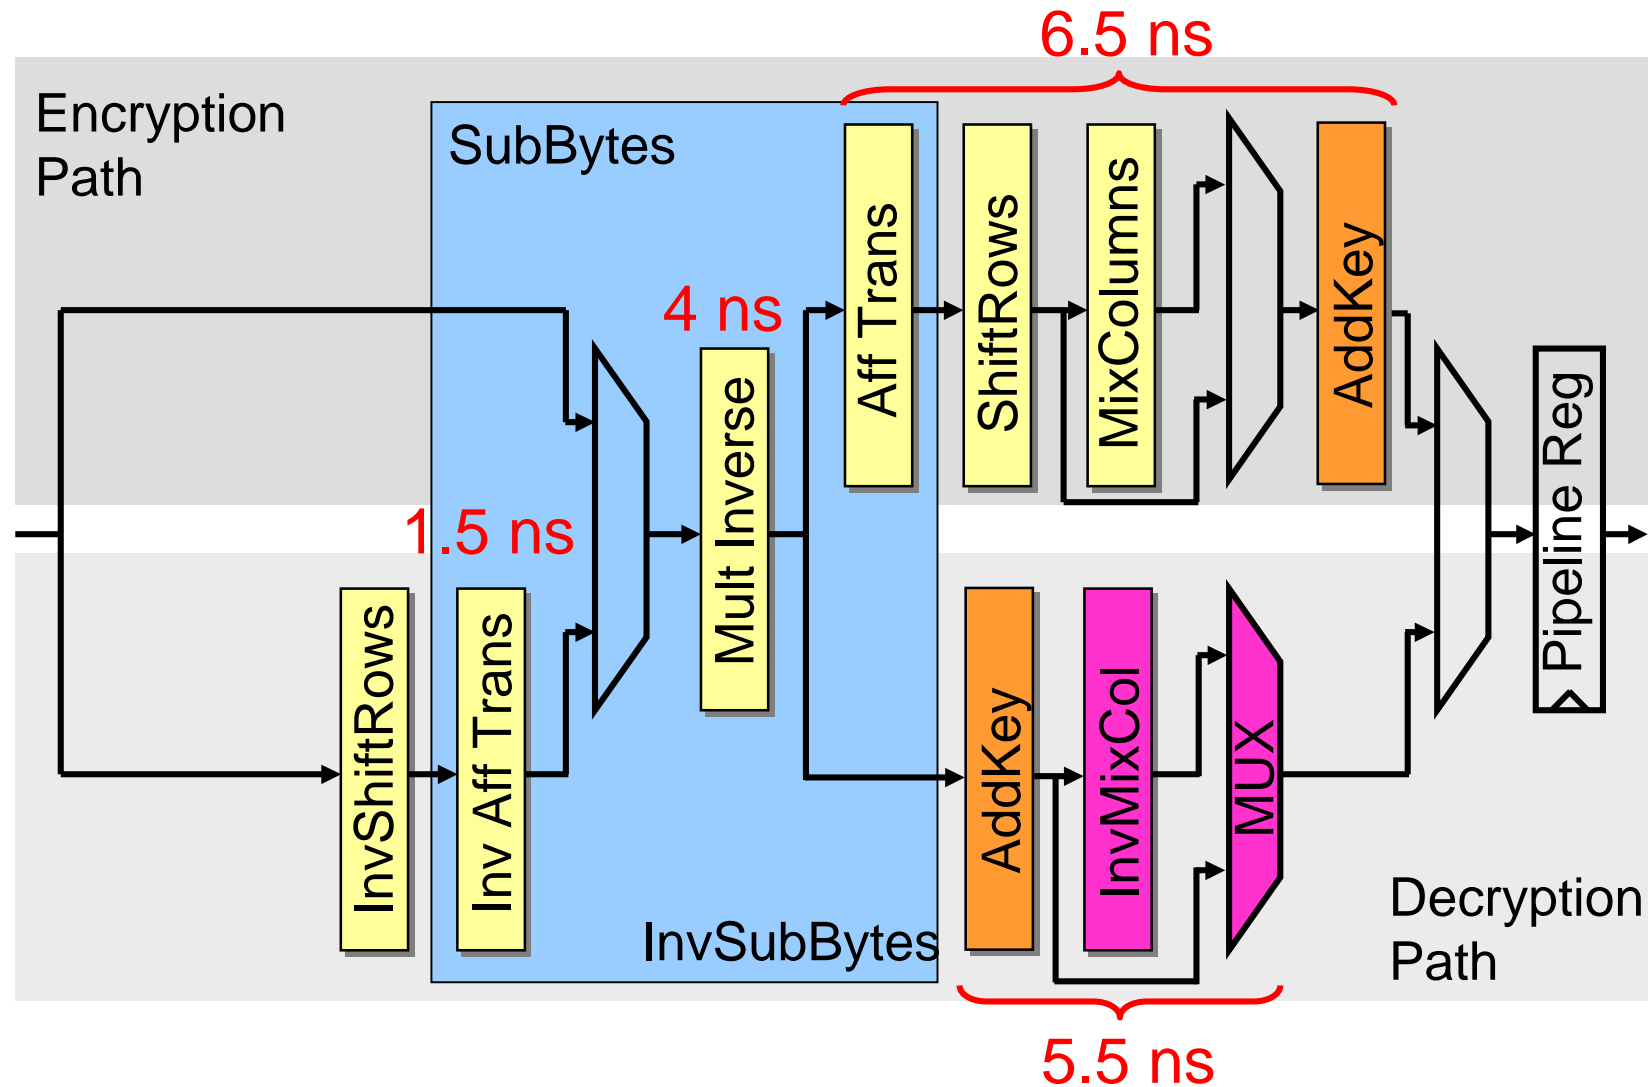 6.5 ns
Encryption
Path
SubBytes
Aff Trans
ShiftRows
MixColumns
AddKey
4 ns
Mult Inverse
Pipeline Reg
1.5 ns
InvShiftRows
Inv Aff Trans
AddKey
InvMixCol
MUX
InvSubBytes
Decryption
Path
5.5 ns